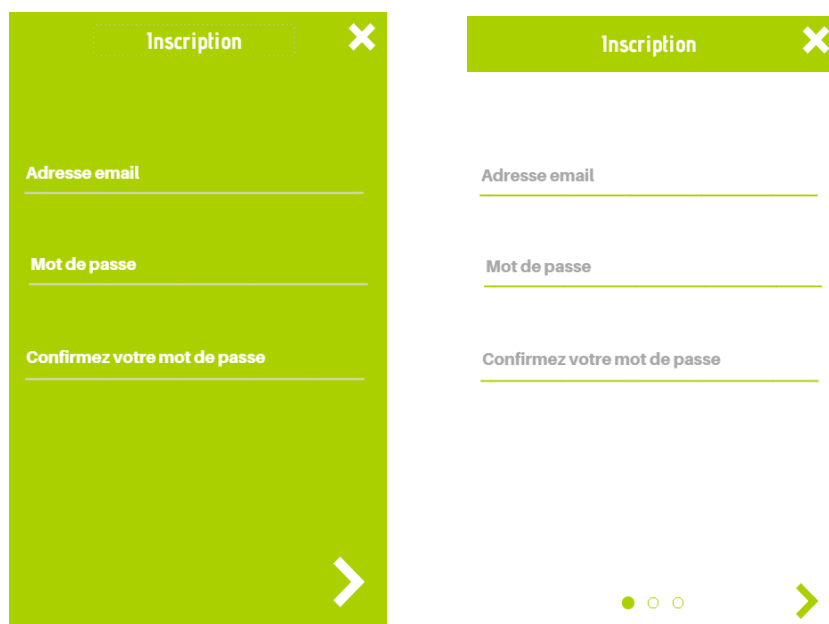 Inscription
Adresse email
Mot de passe
Confirmez votre mot de passe
Inscription
Adresse email
Mot de passe
Confirmez votre mot de passe